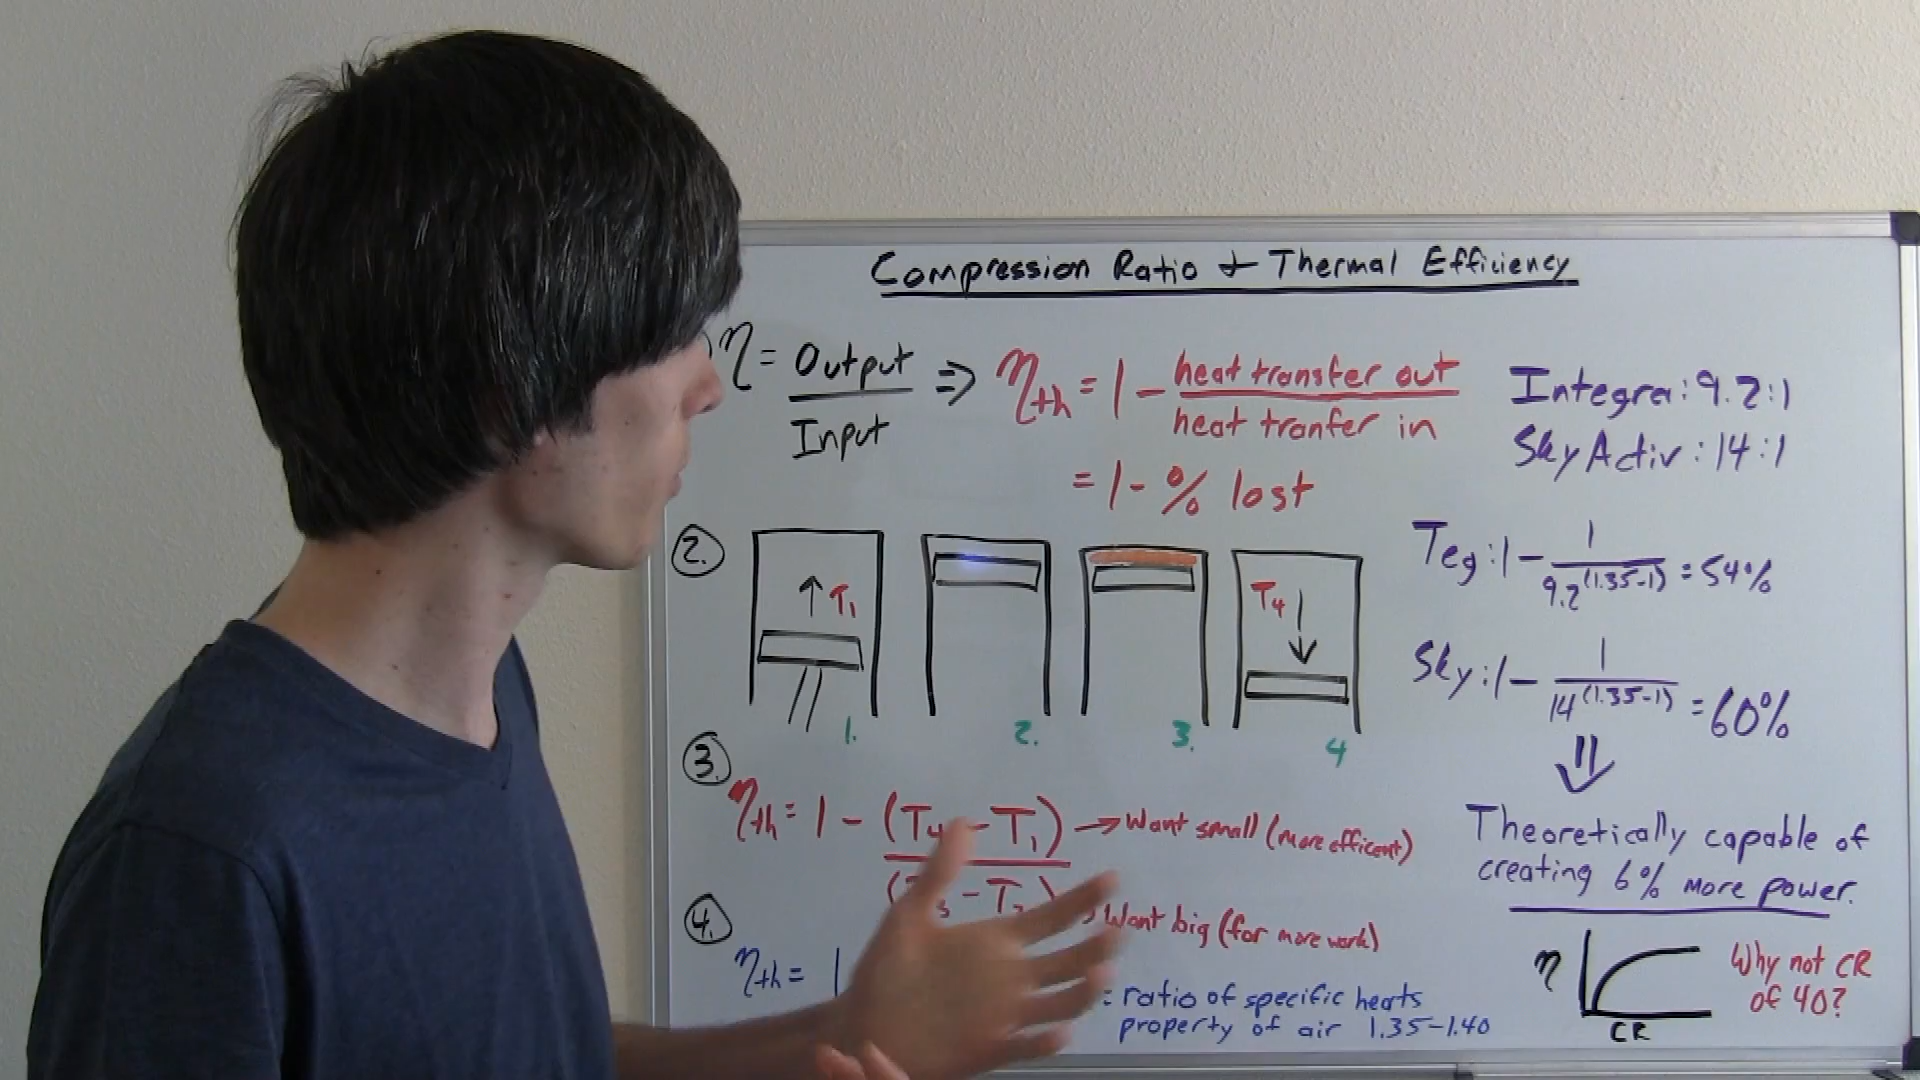 Compression Ratio & Thermal Efficiency
η = Output / Input ⇒ ηth = 1 - heat transfer out / heat tranfer in
= 1 - % lost
2.
↑ T1
T4 ↓
1. 2. 3. 4
3.
ηth = 1 - (T4 - T1) → Want small (more efficent)
(T3 - T2) → Want big (for more work)
4.
ηth = 1
= ratio of specific heats
property of air 1.35-1.40
Integra: 9.2:1
SkyActiv: 14:1
Teg: 1 - 1 / 9.2^(1.35-1) = 54%
Sky: 1 - 1 / 14^(1.35-1) = 60%
⇓
Theoretically capable of
creating 6% more power.
η
CR
Why not CR
of 40?